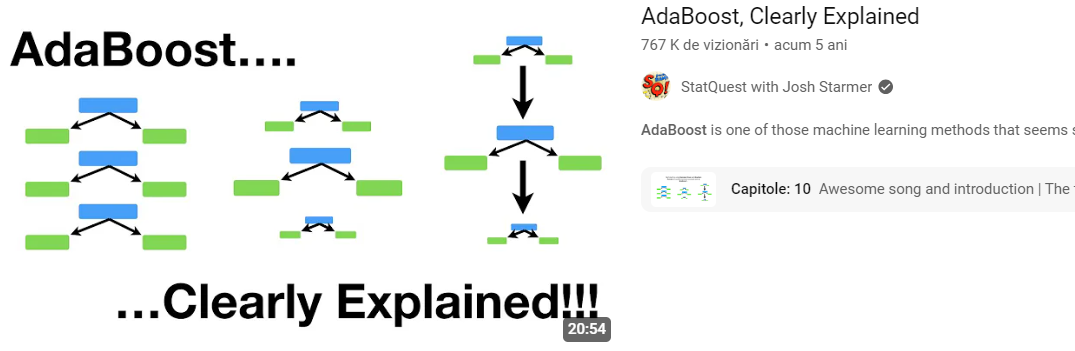 AdaBoost....
...Clearly Explained!!!
20:54
AdaBoost, Clearly Explained
767 K de vizionări • acum 5 ani
SQ!
StatQuest with Josh Starmer
AdaBoost is one of those machine learning methods that seems
Capitole: 10 Awesome song and introduction | The